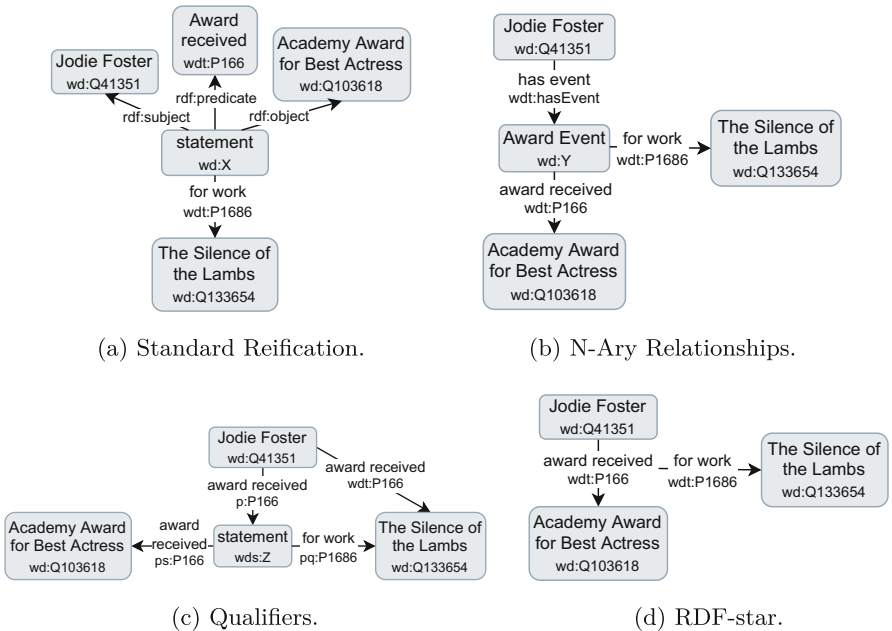 Jodie Foster
wd:Q41351
Award
received
wdt:P166
Academy Award
for Best Actress
wd:Q103618
rdf:subject
rdf:predicate
rdf:object
statement
wd:X
for work
wdt:P1686
The Silence of
the Lambs
wd:Q133654
(a) Standard Reification.
Jodie Foster
wd:Q41351
has event
wdt:hasEvent
Award Event
wd:Y
for work
wdt:P1686
The Silence of
the Lambs
wd:Q133654
award received
wdt:P166
Academy Award
for Best Actress
wd:Q103618
(b) N-Ary Relationships.
Jodie Foster
wd:Q41351
award received
wdt:P166
award received
p:P166
Academy Award
for Best Actress
wd:Q103618
award
received
ps:P166
statement
wds:Z
for work
pq:P1686
The Silence of
the Lambs
wd:Q133654
(c) Qualifiers.
Jodie Foster
wd:Q41351
award received
wdt:P166
for work
wdt:P1686
The Silence of
the Lambs
wd:Q133654
Academy Award
for Best Actress
wd:Q103618
(d) RDF-star.